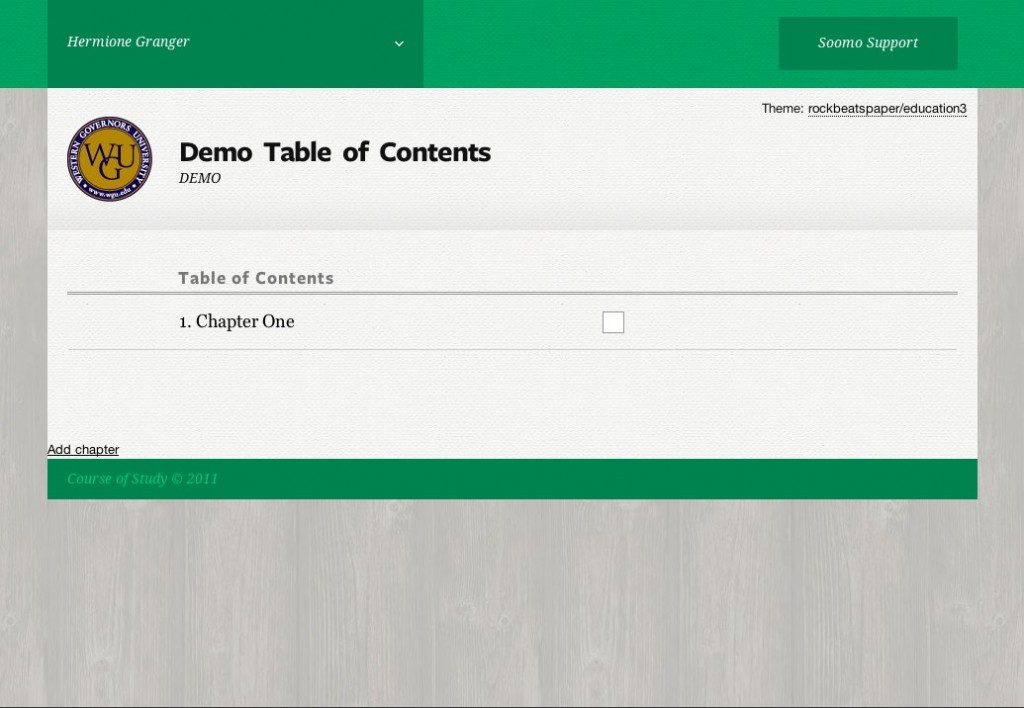 Hermione Granger
Soomo Support
Theme: rockbeatspaper/education3
WESTERN GOVERNORS UNIVERSITY
WGU
www.wgu.edu
Demo Table of Contents
DEMO
Table of Contents
1. Chapter One
Add chapter
Course of Study © 2011